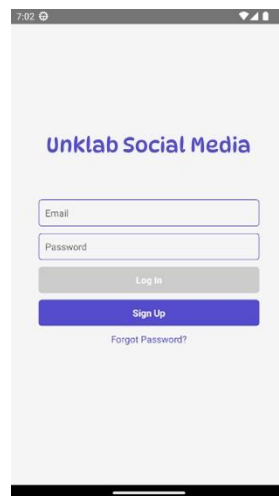 7:02
Unklab Social Media
Email
Password
Log In
Sign Up
Forgot Password?